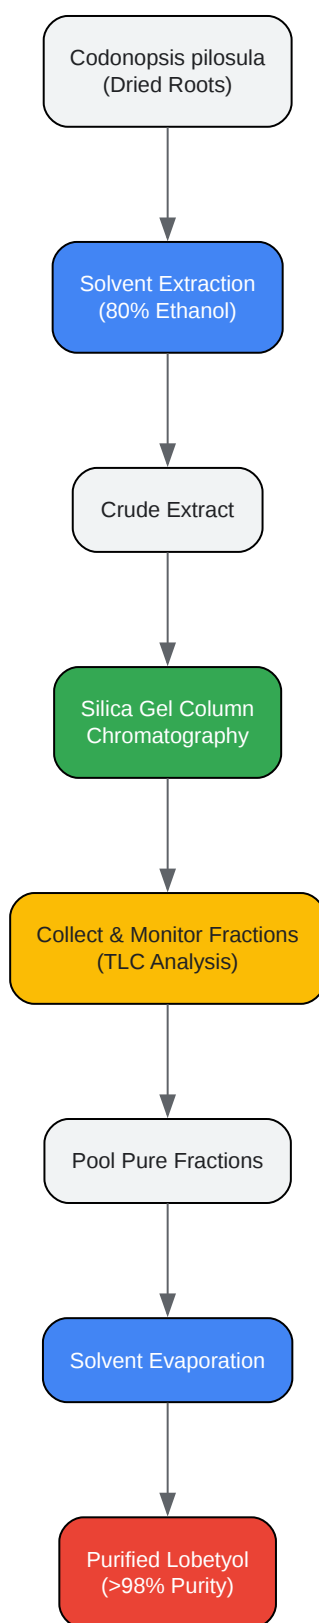 Codonopsis pilosula
(Dried Roots)
Solvent Extraction
(80% Ethanol)
Crude Extract
Silica Gel Column
Chromatography
Collect & Monitor Fractions
(TLC Analysis)
Pool Pure Fractions
Solvent Evaporation
Purified Lobetyol
(>98% Purity)